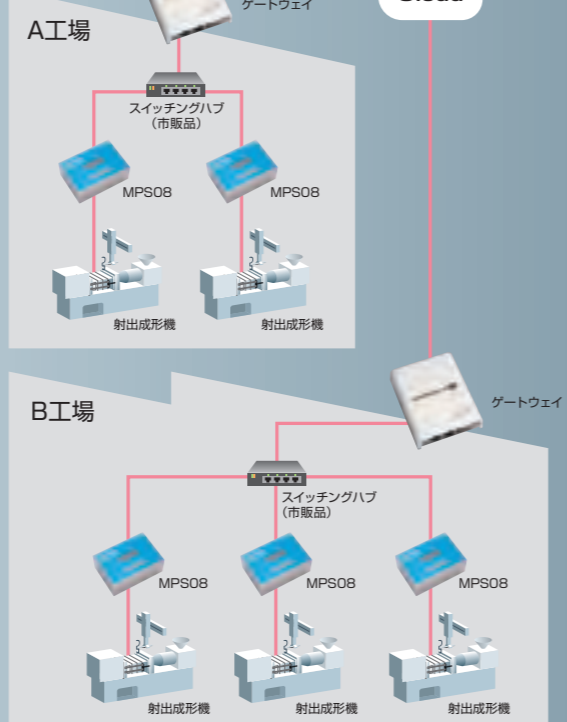 ゲートウェイ
A工場
スイッチングハブ
（市販品）
MPS08
MPS08
射出成形機
射出成形機
B工場
ゲートウェイ
スイッチングハブ
（市販品）
MPS08
MPS08
MPS08
射出成形機
射出成形機
射出成形機